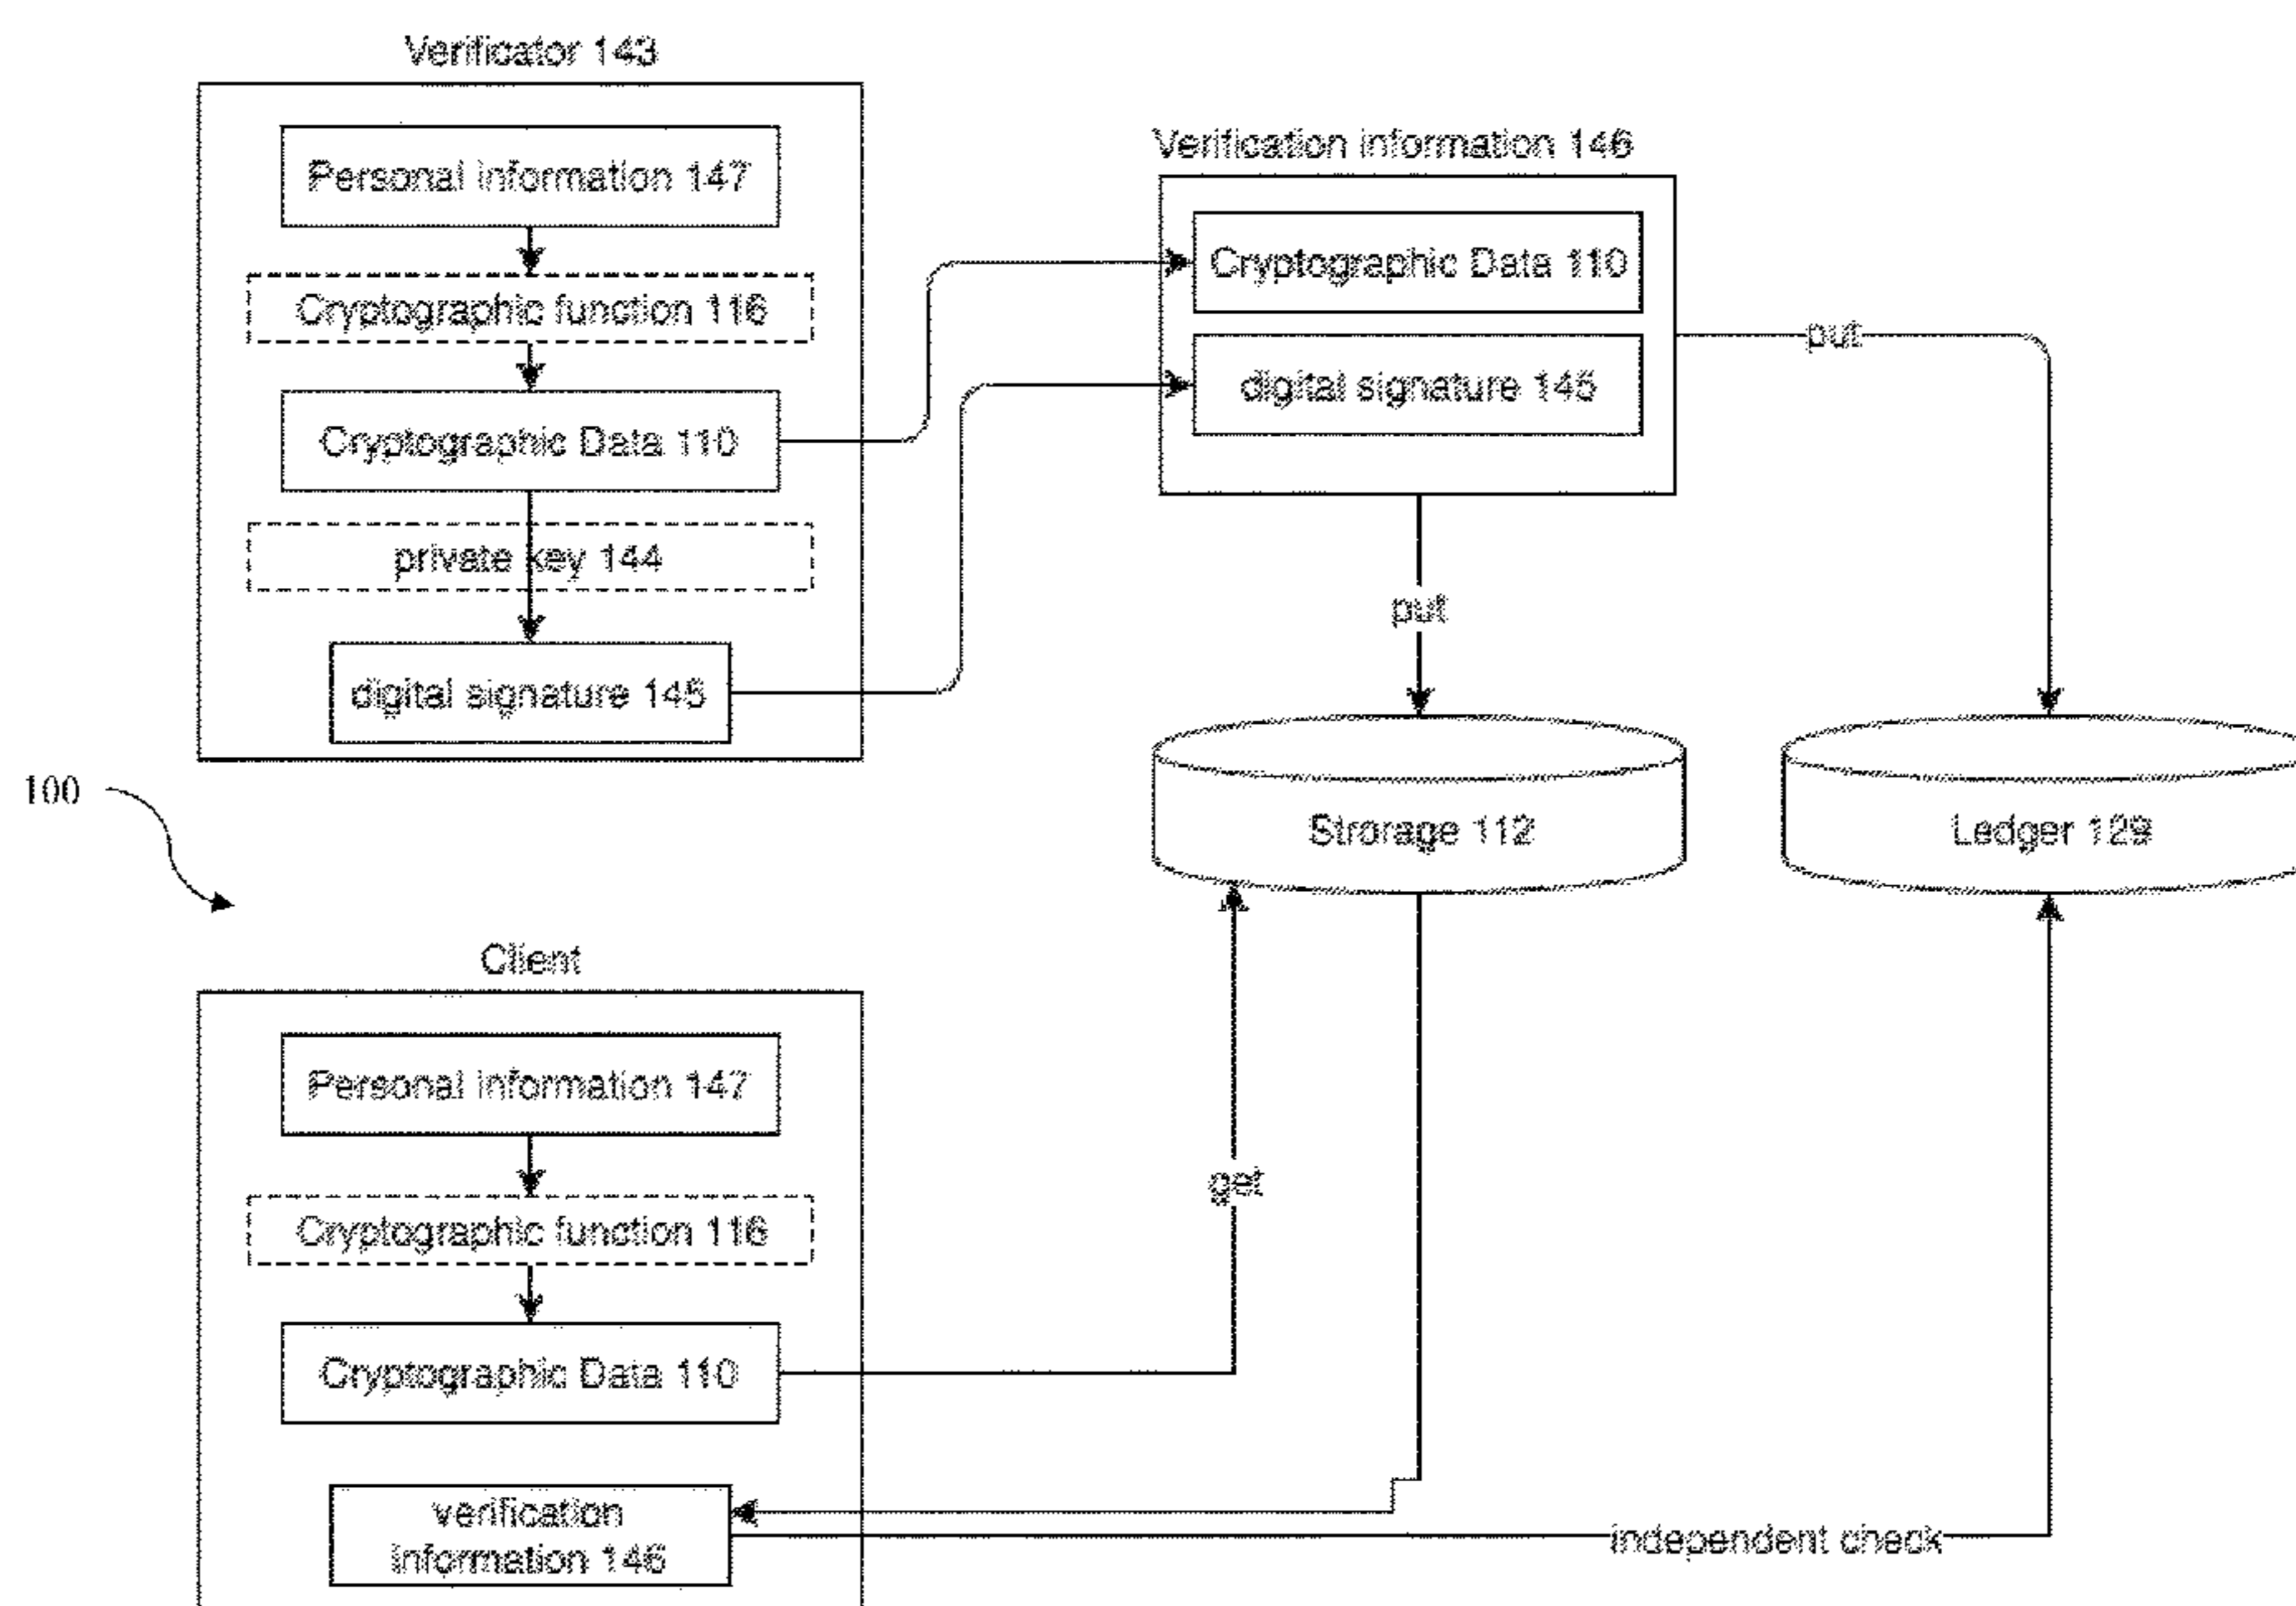 Verificator 143
Personal information 147
Cryptographic function 116
Cryptographic Data 110
private key 144
digital signature 145
Verification information 146
Cryptographic Data 110
digital signature 145
put
put
Strorage 112
Ledger 129
100
Client
Personal information 147
Cryptographic function 116
Cryptographic Data 110
verification
information 146
get
independent check